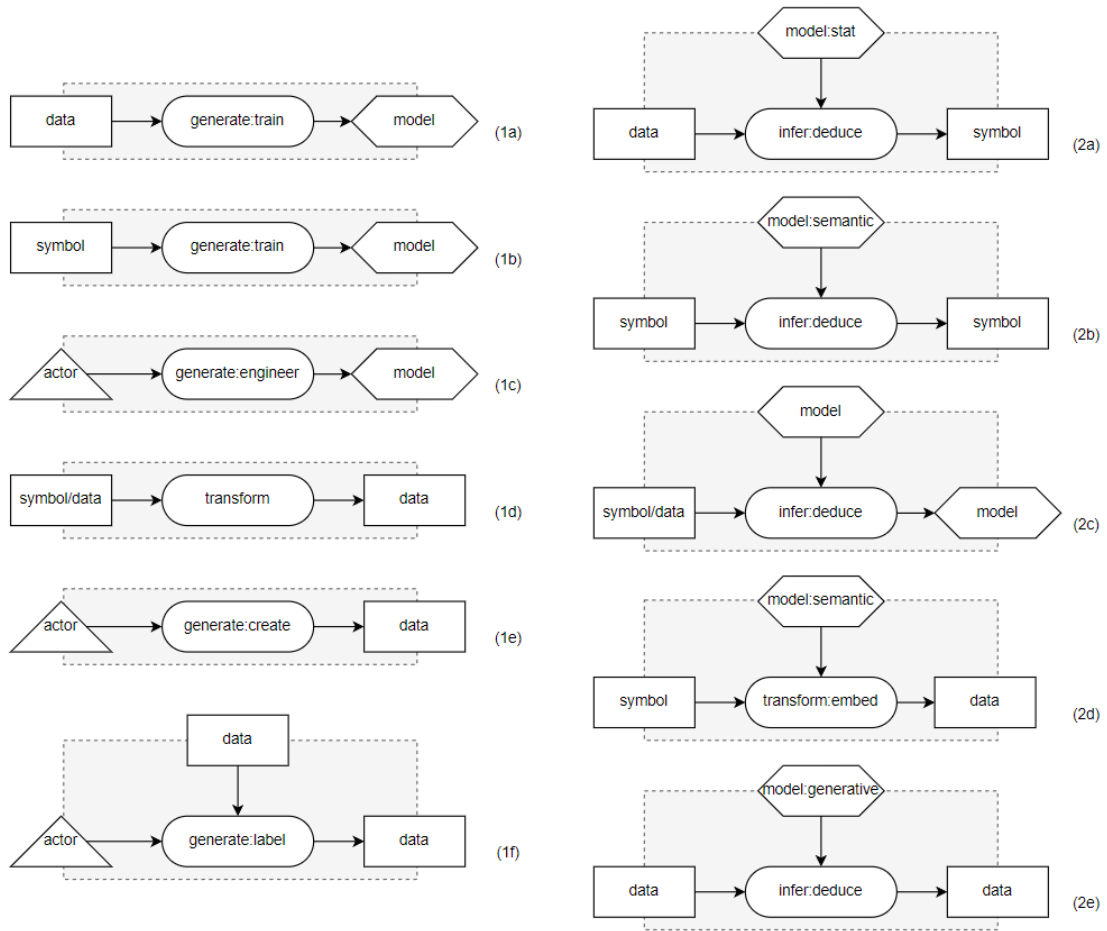 data
generate:train
model
(1a)
symbol
generate:train
model
(1b)
actor
generate:engineer
model
(1c)
symbol/data
transform
data
(1d)
actor
generate:create
data
(1e)
data
actor
generate:label
data
(1f)
model:stat
data
infer:deduce
symbol
(2a)
model:semantic
symbol
infer:deduce
symbol
(2b)
model
symbol/data
infer:deduce
model
(2c)
model:semantic
symbol
transform:embed
data
(2d)
model:generative
data
infer:deduce
data
(2e)